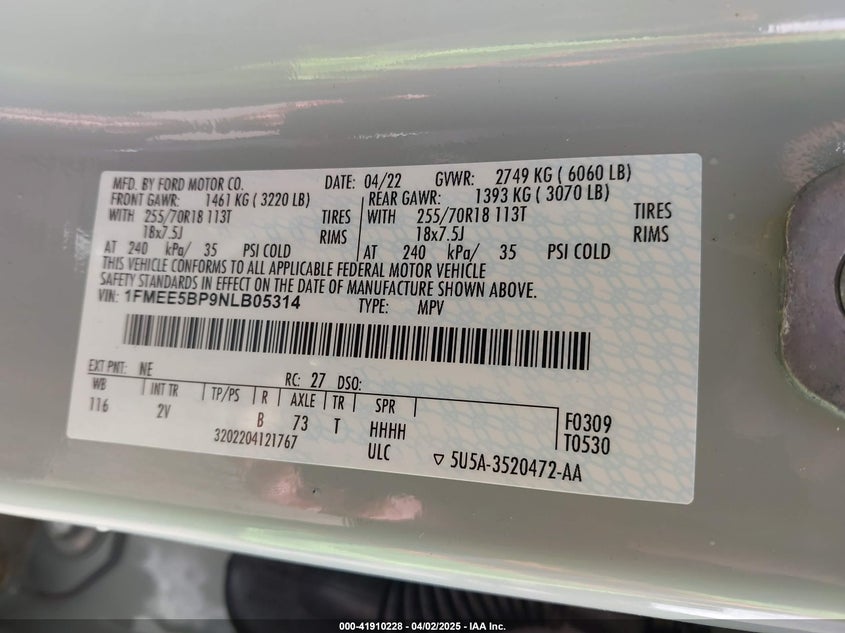 MFD. BY FORD MOTOR CO. DATE: 04/22 GVWR: 2749 KG ( 6060 LB)
FRONT GAWR: 1461 KG ( 3220 LB) REAR GAWR: 1393 KG ( 3070 LB)
WITH 255/70R18 113T TIRES WITH 255/70R18 113T TIRES
18x7.5J RIMS 18x7.5J RIMS
AT 240 kPa/ 35 PSI COLD AT 240 kPa/ 35 PSI COLD
THIS VEHICLE CONFORMS TO ALL APPLICABLE FEDERAL MOTOR VEHICLE
SAFETY STANDARDS IN EFFECT ON THE DATE OF MANUFACTURE SHOWN ABOVE.
VIN: 1FMEE5BP9NLB05314 TYPE: MPV
EXT PNT: NE RC: 27 DSO:
WB INT TR TP/PS R AXLE TR SPR
116 2V B 73 T HHHH F0309
3202204121767 ULC T0530
▽ 5U5A-3520472-AA
000-41910228 - 04/02/2025 - IAA Inc.